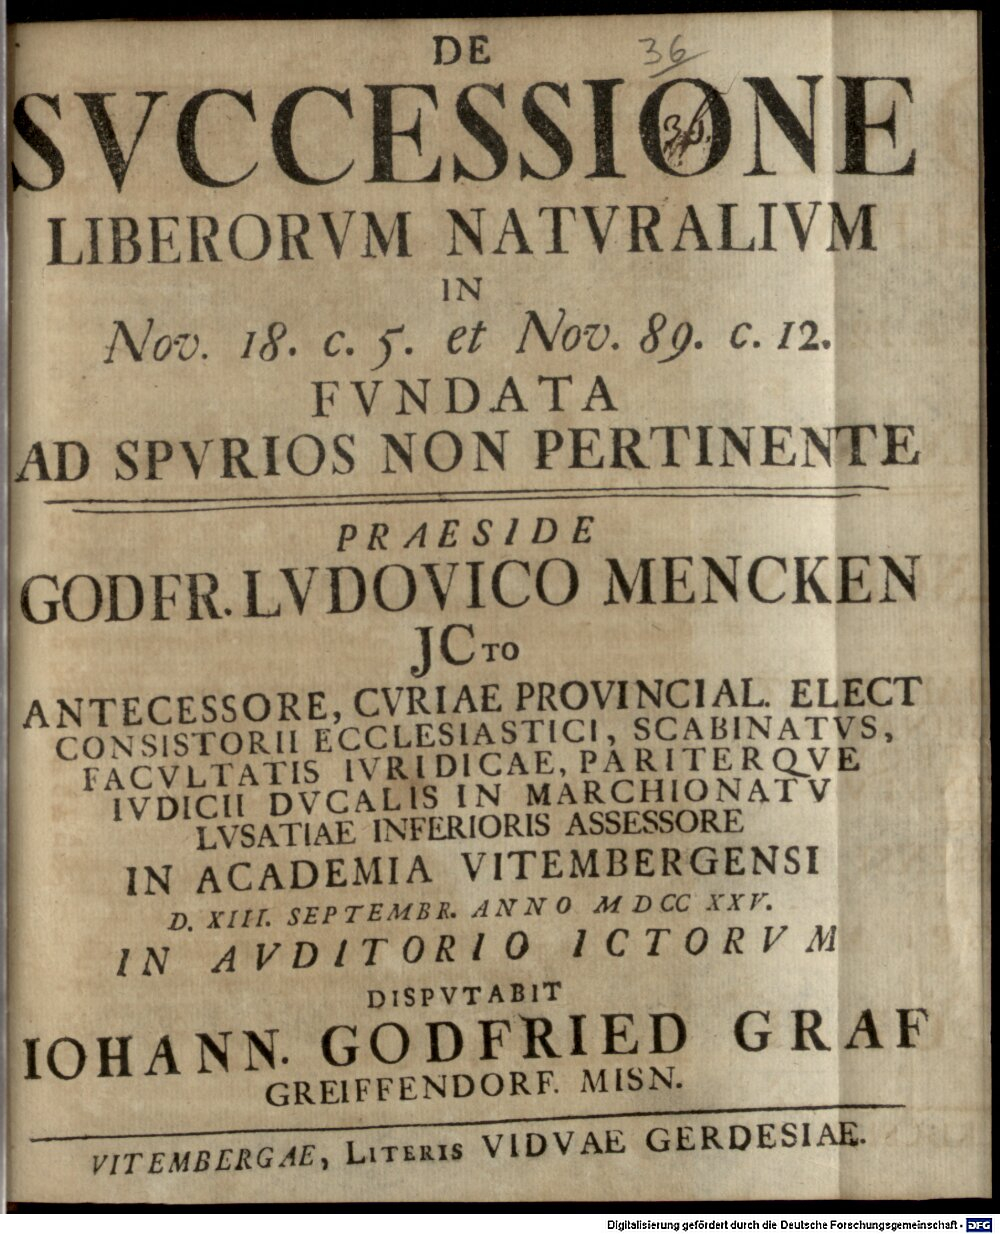 DE
36
SVCCESSIONE
36.
LIBERORVM NATVRALIVM
IN
Nov. 18. c. 5. et Nov. 89. c. 12.
FVNDATA
AD SPVRIOS NON PERTINENTE
PRAESIDE
GODFR. LVDOVICO MENCKEN
JCTO
ANTECESSORE, CVRIAE PROVINCIAL. ELECT
CONSISTORII ECCLESIASTICI, SCABINATVS,
FACVLTATIS IVRIDICAE, PARITERQVE
IVDICII DVCALIS IN MARCHIONATV
LVSATIAE INFERIORIS ASSESSORE
IN ACADEMIA VITEMBERGENSI
D. XIII. SEPTEMBR. ANNO MDCC XXV.
IN AVDITORIO ICTORVM
DISPVTABIT
IOHANN. GODFRIED GRAF
GREIFFENDORF. MISN.
VITEMBERGAE, LITERIS VIDVAE GERDESIAE.
Digitalisierung gefördert durch die Deutsche Forschungsgemeinschaft - DFG